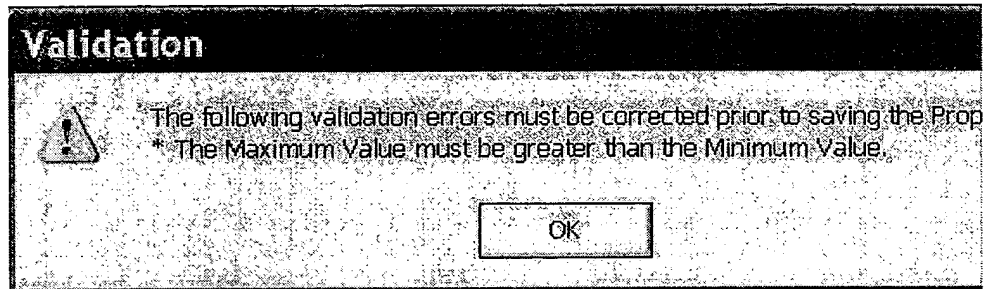 Validation
The following validation errors must be corrected prior to saving the Prop
* The Maximum Value must be greater than the Minimum Value.
OK